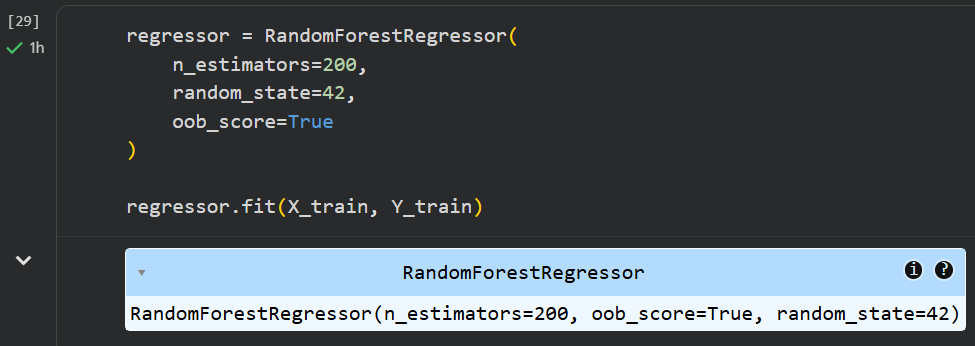 [29]
1h
regressor = RandomForestRegressor(
    n_estimators=200,
    random_state=42,
    oob_score=True
)
regressor.fit(X_train, Y_train)
RandomForestRegressor
i ?
RandomForestRegressor(n_estimators=200, oob_score=True, random_state=42)